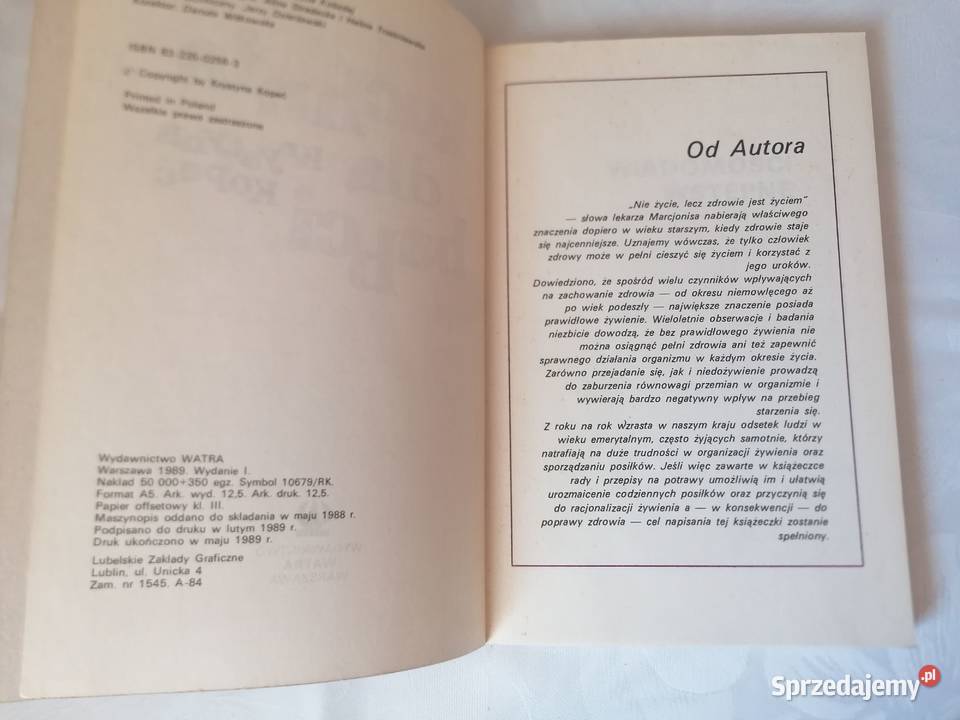 Korektor: Danuta Witkowska
ISBN 83-225-0266-3
© Copyright by Krystyna Kopeć
Printed in Poland
Wszelkie prawa zastrzeżone
Wydawnictwo WATRA
Warszawa 1989. Wydanie I.
Nakład 50 000+350 egz. Symbol 10679/RK.
Format A5. Ark. wyd. 12,5. Ark. druk. 12,5.
Papier offsetowy kl. III.
Maszynopis oddano do składania w maju 1988 r.
Podpisano do druku w lutym 1989 r.
Druk ukończono w maju 1989 r.
Lubelskie Zakłady Graficzne
Lublin, ul. Unicka 4
Zam. nr 1545. A-84
Od Autora
„Nie życie, lecz zdrowie jest życiem"
— słowa lekarza Marcjonisa nabierają właściwego
znaczenia dopiero w wieku starszym, kiedy zdrowie staje
się najcenniejsze. Uznajemy wówczas, że tylko człowiek
zdrowy może w pełni cieszyć się życiem i korzystać z
jego uroków.
Dowiedziono, że spośród wielu czynników wpływających
na zachowanie zdrowia — od okresu niemowlęcego aż
po wiek podeszły — największe znaczenie posiada
prawidłowe żywienie. Wieloletnie obserwacje i badania
niezbicie dowodzą, że bez prawidłowego żywienia nie
można osiągnąć pełni zdrowia ani też zapewnić
sprawnego działania organizmu w każdym okresie życia.
Zarówno przejadanie się, jak i niedożywienie prowadzą
do zaburzenia równowagi przemian w organizmie i
wywierają bardzo negatywny wpływ na przebieg
starzenia się.
Z roku na rok wzrasta w naszym kraju odsetek ludzi w
wieku emerytalnym, często żyjących samotnie, którzy
natrafiają na duże trudności w organizacji żywienia oraz
sporządzaniu posiłków. Jeśli więc zawarte w książeczce
rady i przepisy na potrawy umożliwią im i ułatwią
urozmaicenie codziennych posiłków oraz przyczynią się
do racjonalizacji żywienia a — w konsekwencji — do
poprawy zdrowia — cel napisania tej książeczki zostanie
spełniony.
Sprzedajemy.pl